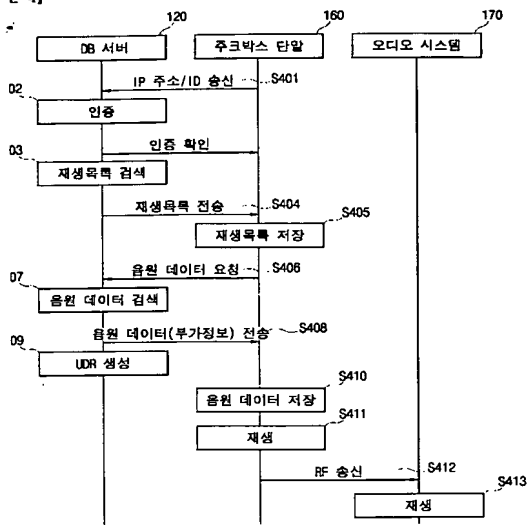 120
160
170
DB 서버
주크박스 단말
오디오 시스템
IP 주소/ID 송신
S401
02
인증
인증 확인
03
재생목록 검색
재생목록 전송
S404
S405
재생목록 저장
음원 데이터 요청
S406
07
음원 데이터 검색
음원 데이터(부가정보) 전송
S408
09
UDR 생성
S410
음원 데이터 저장
S411
재생
RF 송신
S412
S413
재생